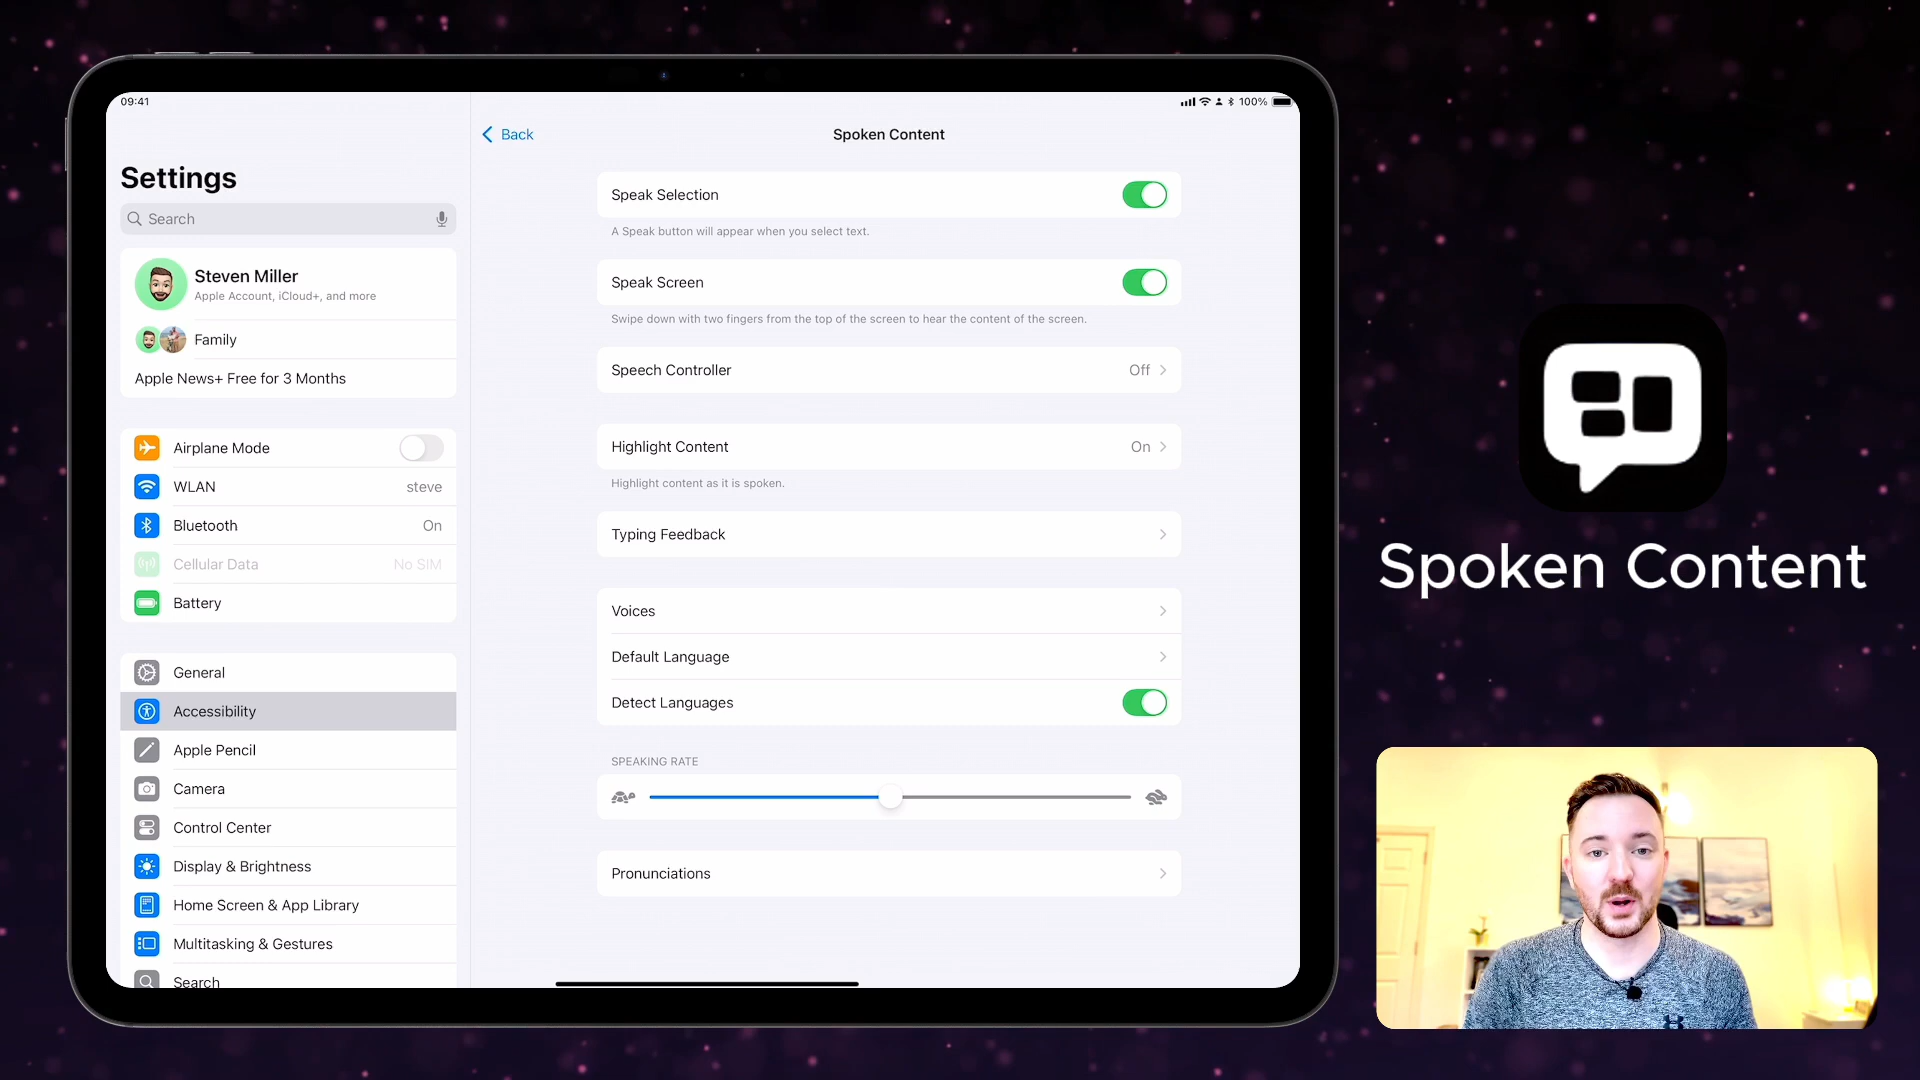 09:41
100%
Settings
Search
Steven Miller
Apple Account, iCloud+, and more
Family
Apple News+ Free for 3 Months
Airplane Mode
WLAN steve
Bluetooth On
Cellular Data No SIM
Battery
General
Accessibility
Apple Pencil
Camera
Control Center
Display & Brightness
Home Screen & App Library
Multitasking & Gestures
Search
Back
Spoken Content
Speak Selection
A Speak button will appear when you select text.
Speak Screen
Swipe down with two fingers from the top of the screen to hear the content of the screen.
Speech Controller Off
Highlight Content On
Highlight content as it is spoken.
Typing Feedback
Voices
Default Language
Detect Languages
SPEAKING RATE
Pronunciations
Spoken Content